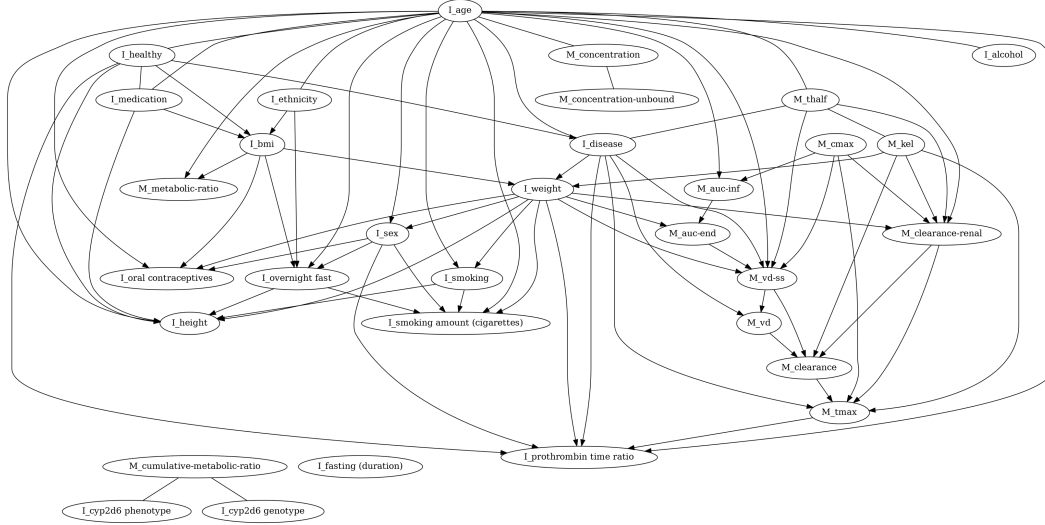 I_age
I_healthy
M_concentration
I_alcohol
I_medication
I_ethnicity
M_concentration-unbound
M_thalf
I_bmi
I_disease
M_cmax
M_kel
M_metabolic-ratio
I_weight
M_auc-inf
I_sex
M_auc-end
M_clearance-renal
I_oral contraceptives
I_overnight fast
I_smoking
M_vd-ss
I_height
I_smoking amount (cigarettes)
M_vd
M_clearance
M_tmax
I_prothrombin time ratio
M_cumulative-metabolic-ratio
I_fasting (duration)
I_cyp2d6 phenotype
I_cyp2d6 genotype